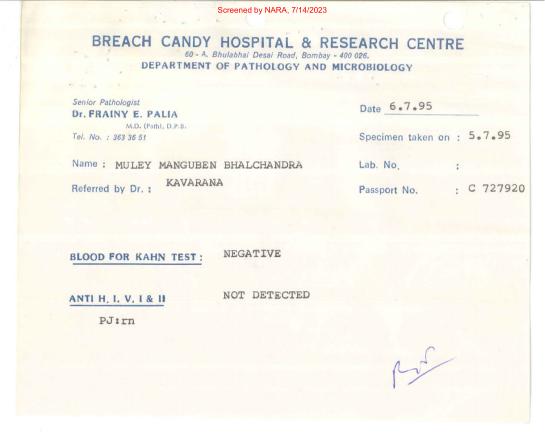 Screened by NARA, 7/14/2023
BREACH CANDY HOSPITAL & RESEARCH CENTRE
60 - A. Bhulabhai Desai Road, Bombay - 400 026.
DEPARTMENT OF PATHOLOGY AND MICROBIOLOGY
Senior Pathologist
Dr. FRAINY E. PALIA
M.D. (Path), D.P.B.
Tel. No. : 363 36 51
Date 6.7.95
Specimen taken on : 5.7.95
Name : MULEY MANGUBEN BHALCHANDRA
Lab. No. :
Referred by Dr. : KAVARANA
Passport No. : C 727920
BLOOD FOR KAHN TEST : NEGATIVE
ANTI H. I. V. I & II NOT DETECTED
PJ:rn